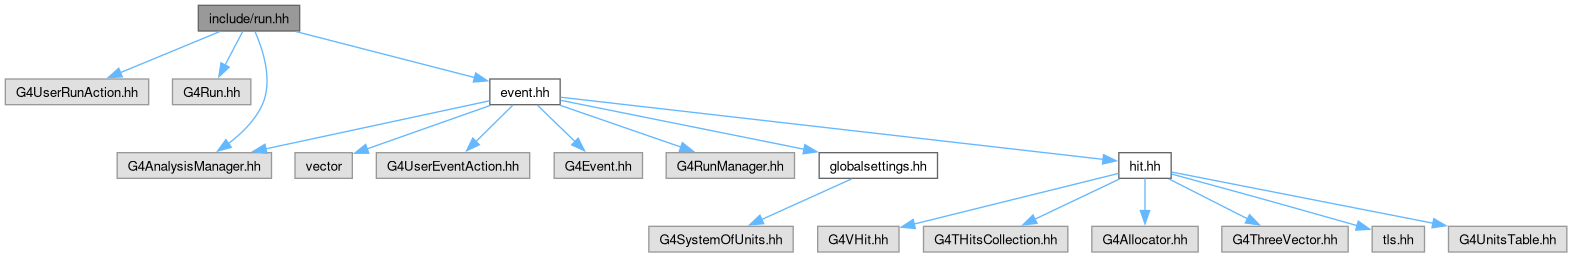 include/run.hh
G4UserRunAction.hh
G4Run.hh
event.hh
G4AnalysisManager.hh
vector
G4UserEventAction.hh
G4Event.hh
G4RunManager.hh
globalsettings.hh
hit.hh
G4SystemOfUnits.hh
G4VHit.hh
G4THitsCollection.hh
G4Allocator.hh
G4ThreeVector.hh
tls.hh
G4UnitsTable.hh